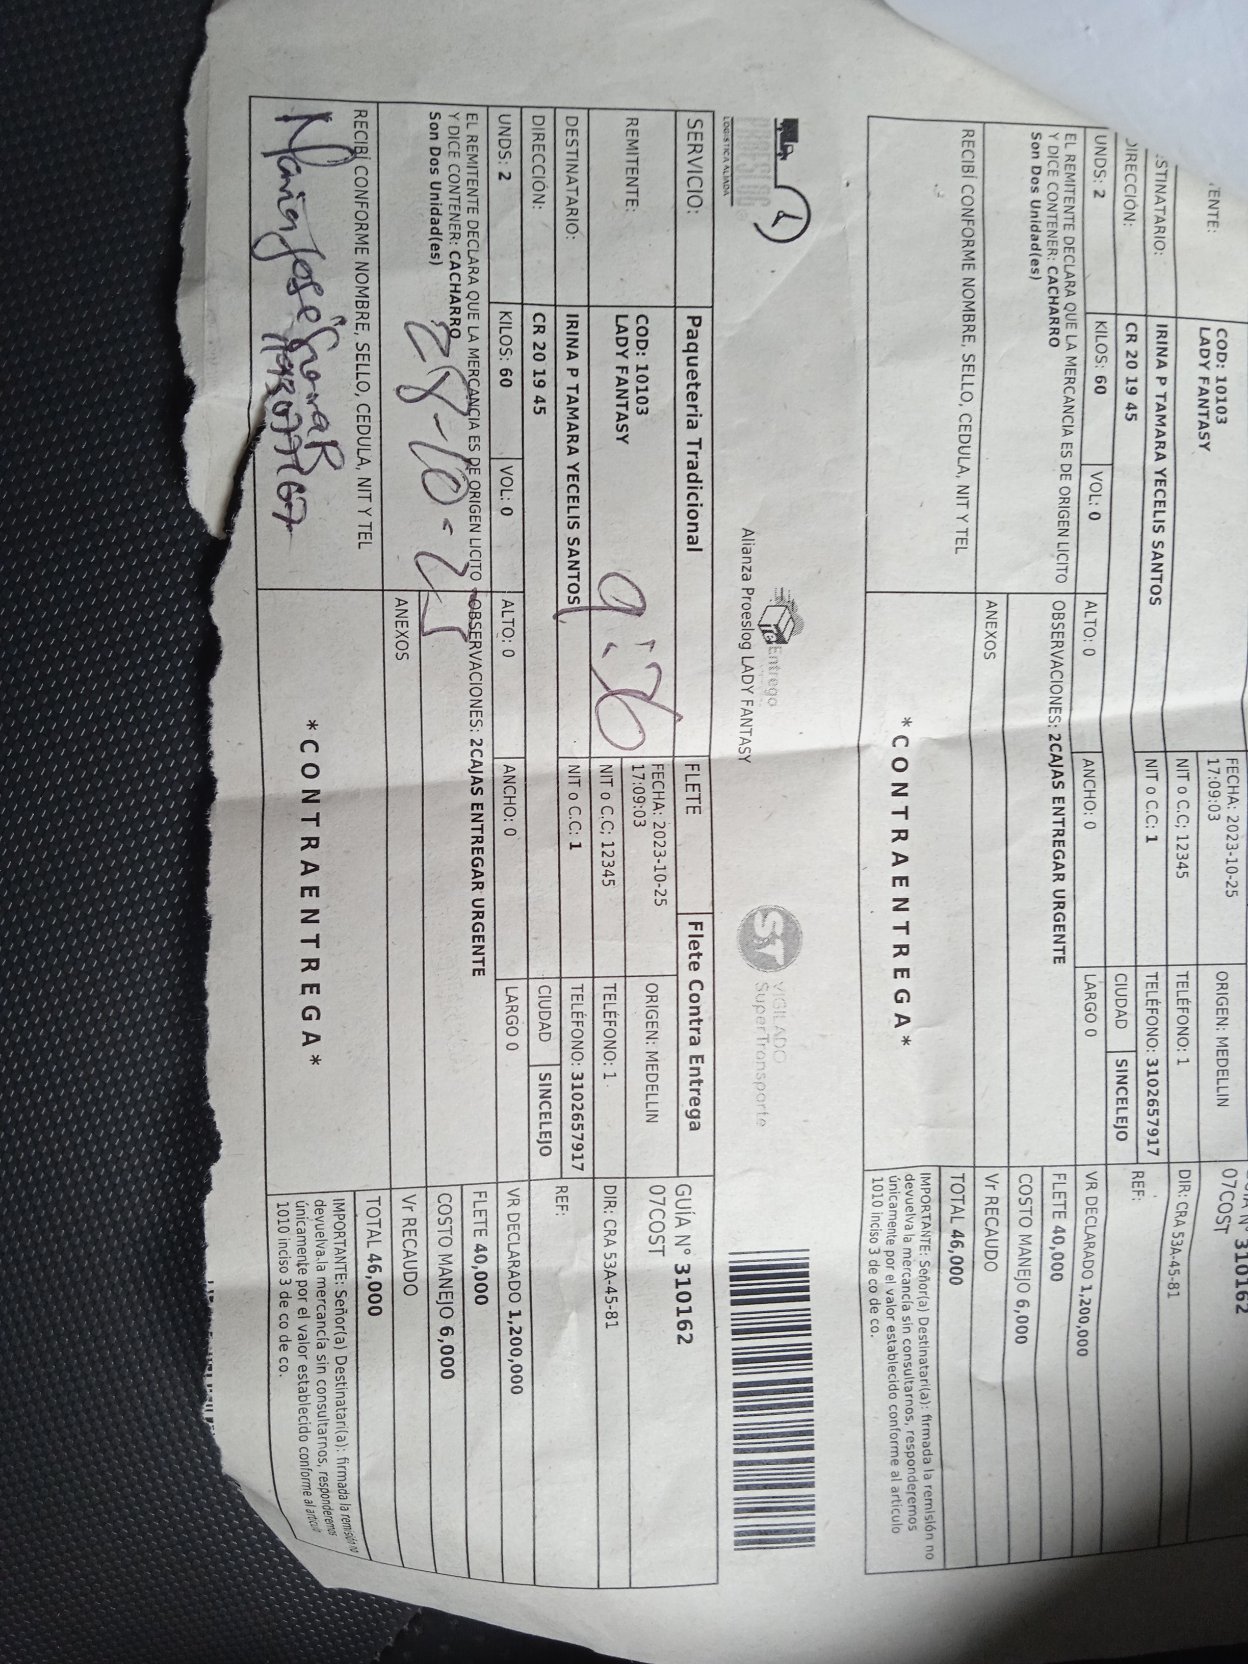 ENTE:
COD: 10103
LADY FANTASY
FECHA: 2023-10-25
17:09:03
ORIGEN: MEDELLIN
310162
07COST
NIT o C.C; 12345
TELÉFONO: 1
DIR: CRA 53A-45-81
STINATARIO:
IRINA P TAMARA YECELIS SANTOS
NIT o C.C: 1
TELÉFONO: 3102657917
REF:
DIRECCIÓN:
CR 20 19 45
CIUDAD
SINCELEJO
UNDS: 2
KILOS: 60
VOL: 0
ALTO: 0
ANCHO: 0
LARGO 0
VR DECLARADO 1,200,000
EL REMITENTE DECLARA QUE LA MERCANCIA ES DE ORIGEN LICITO
Y DICE CONTENER: CACHARRO
Son Dos Unidad(es)
OBSERVACIONES: 2CAJAS ENTREGAR URGENTE
FLETE 40,000
COSTO MANEJO 6,000
ANEXOS
Vr RECAUDO
RECIBÍ CONFORME NOMBRE, SELLO, CEDULA, NIT Y TEL
TOTAL 46,000
*CONTRAENTREGA*
IMPORTANTE: Señor(a) Destinatari(a): firmada la remisión no
devuelva.la mercancía sin consultarnos, responderemos
únicamente por el valor establecido conforme al artículo
1010 inciso 3 de co de co.
PROESLOG
LOGISTICA ALIADA
Entrego
Alianza Proeslog LADY FANTASY
VIGILADO
SuperTransporte
SERVICIO:
Paqueteria Tradicional
FLETE
Flete Contra Entrega
GUÍA N° 310162
07COST
REMITENTE:
COD: 10103
LADY FANTASY
FECHA: 2023-10-25
17:09:03
ORIGEN: MEDELLIN
NIT o C.C; 12345
TELÉFONO: 1
DIR: CRA 53A-45-81
DESTINATARIO:
IRINA P TAMARA YECELIS SANTOS
NIT o C.C: 1
TELÉFONO: 3102657917
REF:
DIRECCIÓN:
CR 20 19 45
CIUDAD
SINCELEJO
UNDS: 2
KILOS: 60
VOL: 0
ALTO: 0
ANCHO: 0
LARGO 0
VR DECLARADO 1,200,000
EL REMITENTE DECLARA QUE LA MERCANCIA ES DE ORIGEN LICITO
Y DICE CONTENER: CACHARRO
Son Dos Unidad(es)
28-10-25
OBSERVACIONES: 2CAJAS ENTREGAR URGENTE
FLETE 40,000
COSTO MANEJO 6,000
ANEXOS
Vr RECAUDO
RECIBÍ CONFORME NOMBRE, SELLO, CEDULA, NIT Y TEL
Maria José
TOTAL 46,000
*CONTRAENTREGA*
IMPORTANTE: Señor(a) Destinatari(a): firmada la remisión no
devuelva.la mercancía sin consultarnos, responderemos
únicamente por el valor establecido conforme al artículo
1010 inciso 3 de co de co.